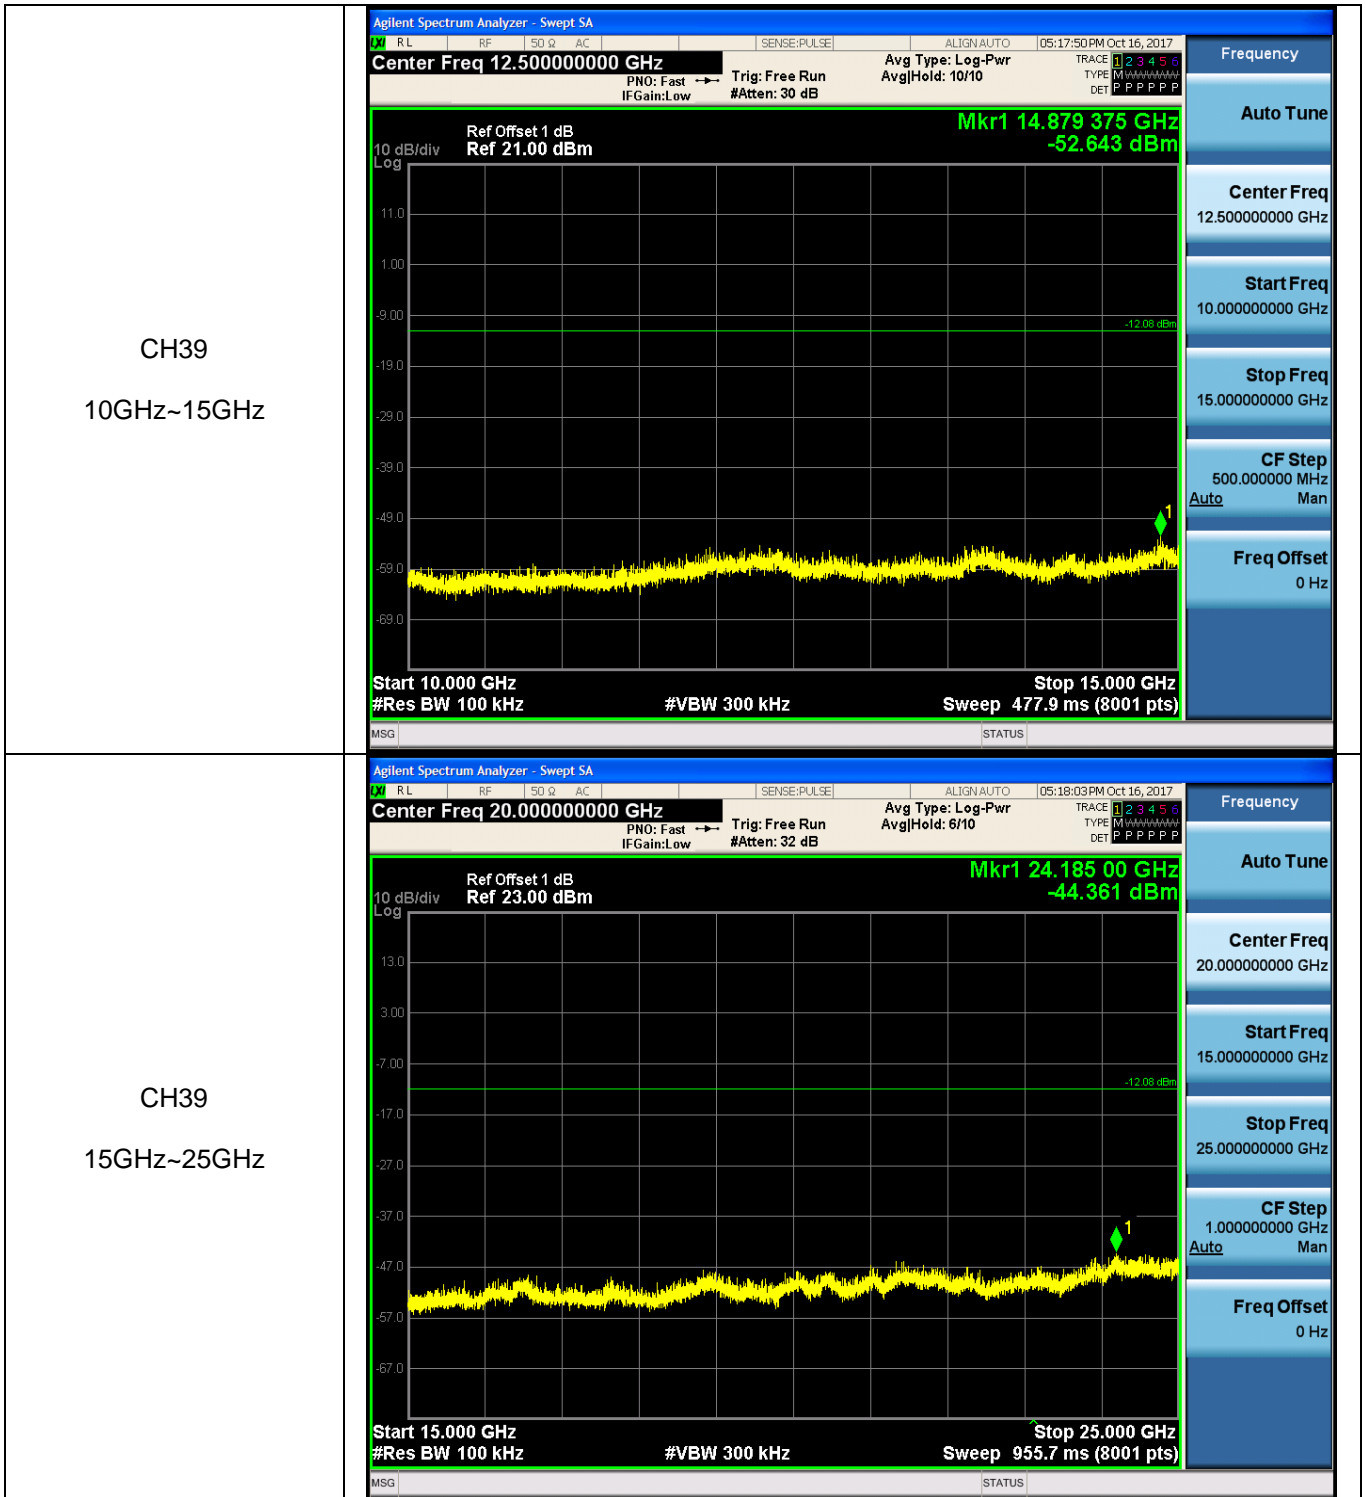 CH39
10GHz~15GHz
Agilent Spectrum Analyzer - Swept SA
LXI RL RF 50 Ω AC SENSE:PULSE ALIGN AUTO 05:17:50 PM Oct 16, 2017
Center Freq 12.500000000 GHz
PNO: Fast
IFGain:Low
Trig: Free Run
#Atten: 30 dB
Avg Type: Log-Pwr
Avg|Hold: 10/10
TRACE 1 2 3 4 5 6
TYPE M
DET P P P P P P
Ref Offset 1 dB
10 dB/div Ref 21.00 dBm
Log
Mkr1 14.879 375 GHz
-52.643 dBm
11.0
1.00
-9.00
-12.08 dBm
-19.0
-29.0
-39.0
-49.0
1
-59.0
-69.0
Start 10.000 GHz Stop 15.000 GHz
#Res BW 100 kHz #VBW 300 kHz Sweep 477.9 ms (8001 pts)
MSG STATUS
Frequency
Auto Tune
Center Freq
12.500000000 GHz
Start Freq
10.000000000 GHz
Stop Freq
15.000000000 GHz
CF Step
500.000000 MHz
Auto Man
Freq Offset
0 Hz
CH39
15GHz~25GHz
Agilent Spectrum Analyzer - Swept SA
LXI RL RF 50 Ω AC SENSE:PULSE ALIGN AUTO 05:18:03 PM Oct 16, 2017
Center Freq 20.000000000 GHz
PNO: Fast
IFGain:Low
Trig: Free Run
#Atten: 32 dB
Avg Type: Log-Pwr
Avg|Hold: 6/10
TRACE 1 2 3 4 5 6
TYPE M
DET P P P P P P
Ref Offset 1 dB
10 dB/div Ref 23.00 dBm
Log
Mkr1 24.185 00 GHz
-44.361 dBm
13.0
3.00
-7.00
-12.08 dBm
-17.0
-27.0
-37.0
1
-47.0
-57.0
-67.0
Start 15.000 GHz Stop 25.000 GHz
#Res BW 100 kHz #VBW 300 kHz Sweep 955.7 ms (8001 pts)
MSG STATUS
Frequency
Auto Tune
Center Freq
20.000000000 GHz
Start Freq
15.000000000 GHz
Stop Freq
25.000000000 GHz
CF Step
1.000000000 GHz
Auto Man
Freq Offset
0 Hz